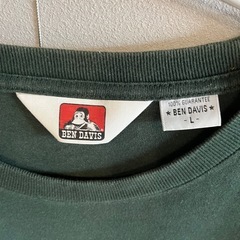 BEN DAVIS
100% GUARANTEE
★ BEN DAVIS ★
- L -